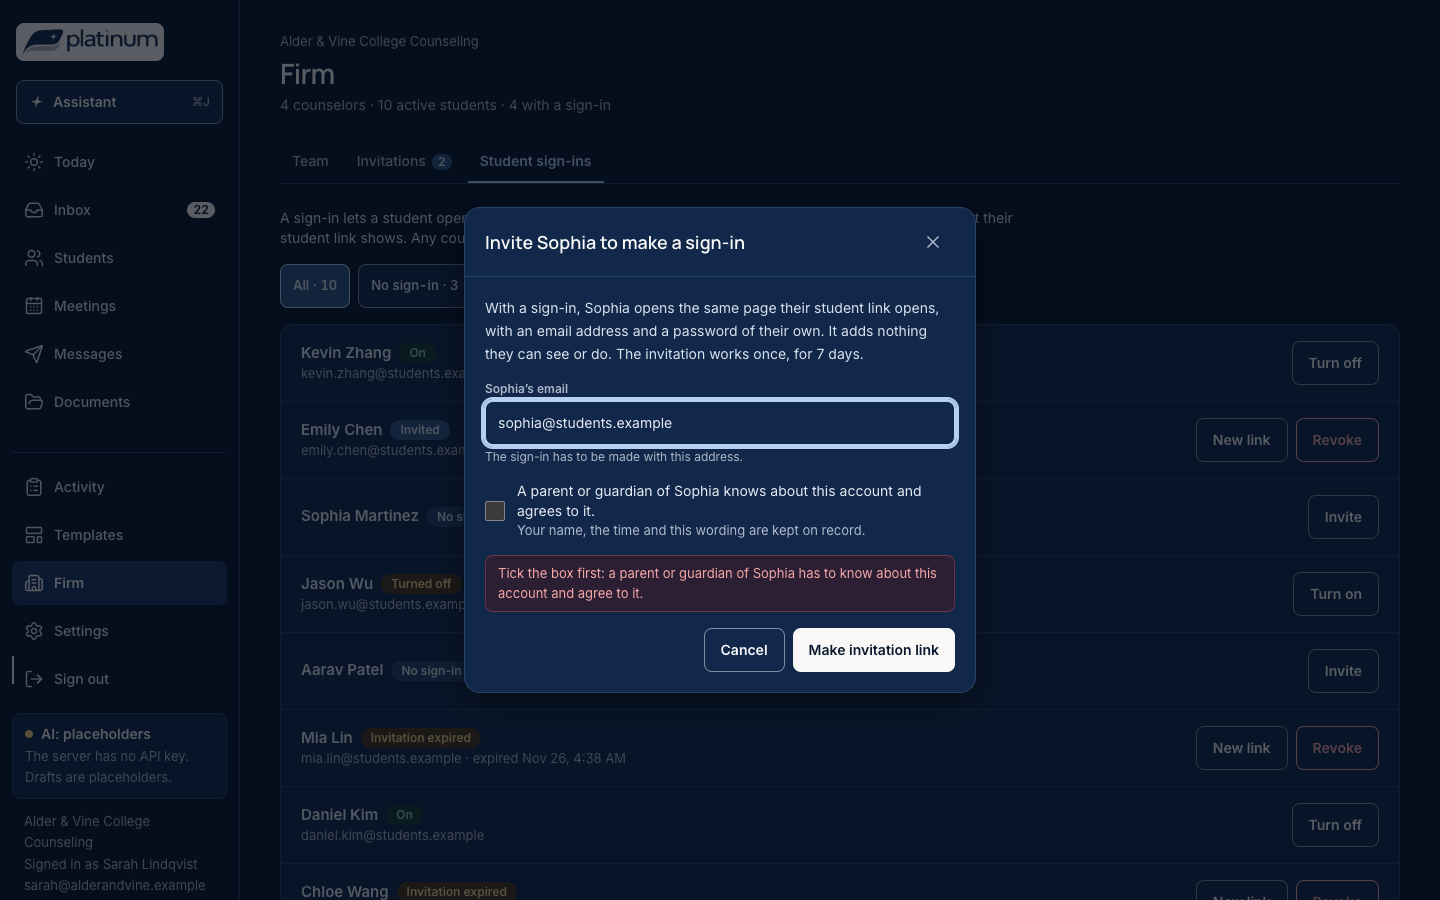 platinum
Assistant ⌘J
Today
Inbox 22
Students
Meetings
Messages
Documents
Activity
Templates
Firm
Settings
Sign out
AI: placeholders
The server has no API key.
Drafts are placeholders.
Alder & Vine College
Counseling
Signed in as Sarah Lindqvist
sarah@alderandvine.example
Alder & Vine College Counseling
Firm
4 counselors · 10 active students · 4 with a sign-in
Team Invitations 2 Student sign-ins
A sign-in lets a student t their
student link shows. Any
All · 10 No sign-in · 3
Kevin Zhang On
kevin.zhang@students.exa
Turn off
Emily Chen Invited
emily.chen@students.exam
New link Revoke
Sophia Martinez No s
Invite
Jason Wu Turned off
jason.wu@students.examp
Turn on
Aarav Patel No sign-in
Invite
Mia Lin Invitation expired
mia.lin@students.example · expired Nov 26, 4:38 AM
New link Revoke
Daniel Kim On
daniel.kim@students.example
Turn off
Chloe Wang Invitation expired
New link Revoke
Invite Sophia to make a sign-in
With a sign-in, Sophia opens the same page their student link opens,
with an email address and a password of their own. It adds nothing
they can see or do. The invitation works once, for 7 days.
Sophia’s email
sophia@students.example
The sign-in has to be made with this address.
A parent or guardian of Sophia knows about this account and
agrees to it.
Your name, the time and this wording are kept on record.
Tick the box first: a parent or guardian of Sophia has to know about this
account and agree to it.
Cancel Make invitation link